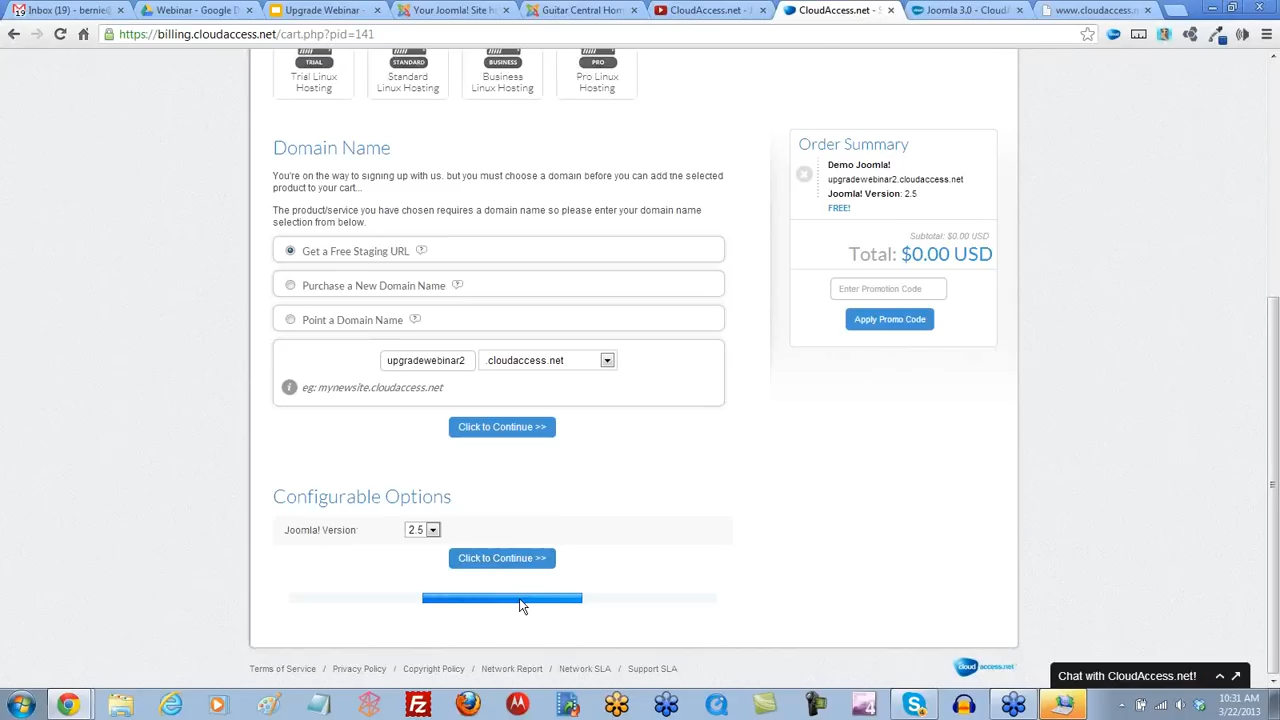 Inbox (19) - bernie@
Webinar - Google D
Upgrade Webinar -
Your Joomla! Site h
Guitar Central Hom
CloudAccess.net - J
CloudAccess.net - S
Joomla 3.0 - CloudA
www.cloudaccess.n
https://billing.cloudaccess.net/cart.php?pid=141
TRIAL
STANDARD
BUSINESS
PRO
Trial Linux
Hosting
Standard
Linux Hosting
Business
Linux Hosting
Pro Linux
Hosting
Domain Name
You're on the way to signing up with us, but you must choose a domain before you can add the selected
product to your cart...
The product/service you have chosen requires a domain name so please enter your domain name
selection from below.
Get a Free Staging URL
Purchase a New Domain Name
Point a Domain Name
upgradewebinar2 .cloudaccess.net
eg: mynewsite.cloudaccess.net
Click to Continue >>
Order Summary
Demo Joomla!
upgradewebinar2.cloudaccess.net
Joomla! Version: 2.5
FREE!
Subtotal: $0.00 USD
Total: $0.00 USD
Enter Promotion Code
Apply Promo Code
Configurable Options
Joomla! Version: 2.5
Click to Continue >>
Terms of Service / Privacy Policy / Copyright Policy / Network Report / Network SLA / Support SLA
cloudaccess.net
Chat with CloudAccess.net!
10:31 AM
3/22/2013